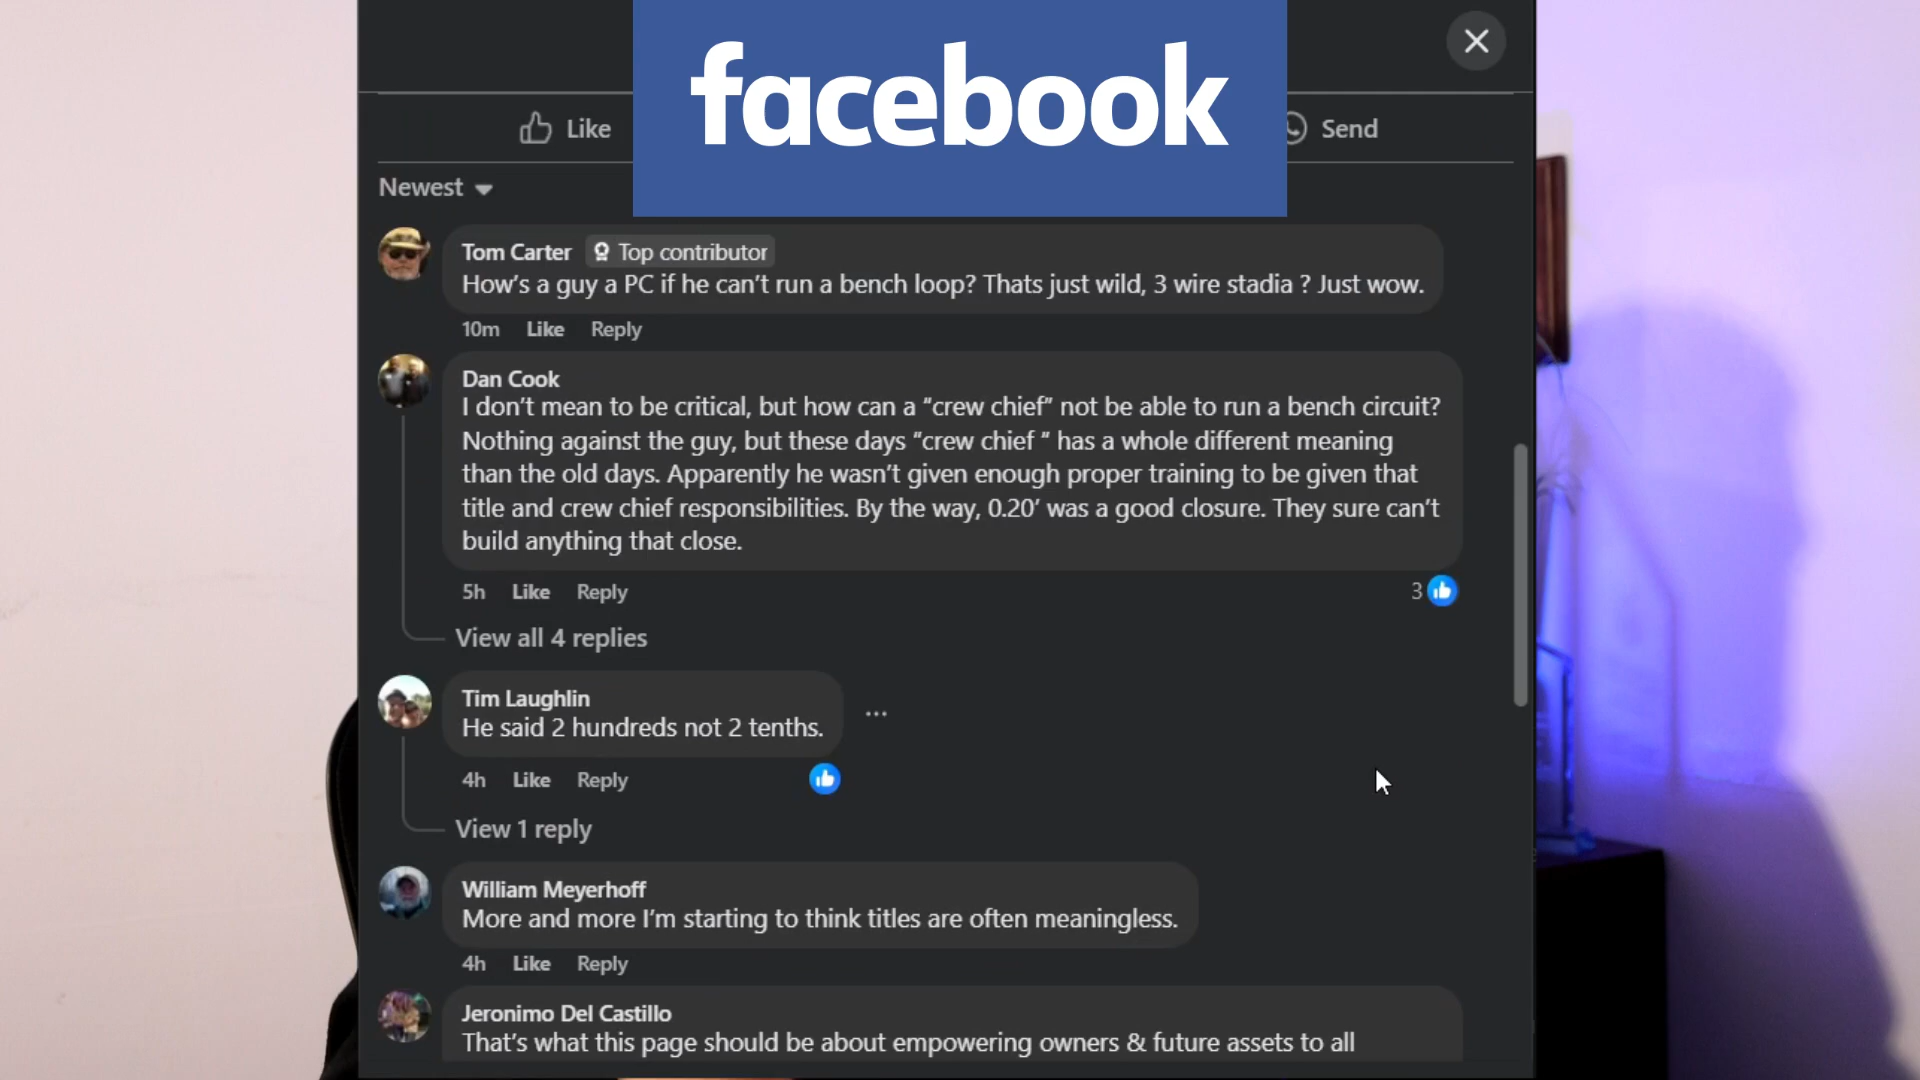 facebook
Like
Send
Newest
Tom Carter Top contributor
How's a guy a PC if he can't run a bench loop? Thats just wild, 3 wire stadia ? Just wow.
10m Like Reply
Dan Cook
I don't mean to be critical, but how can a “crew chief” not be able to run a bench circuit?
Nothing against the guy, but these days “crew chief ” has a whole different meaning
than the old days. Apparently he wasn't given enough proper training to be given that
title and crew chief responsibilities. By the way, 0.20' was a good closure. They sure can't
build anything that close.
5h Like Reply 3
View all 4 replies
Tim Laughlin
He said 2 hundreds not 2 tenths.
4h Like Reply
View 1 reply
William Meyerhoff
More and more I'm starting to think titles are often meaningless.
4h Like Reply
Jeronimo Del Castillo
That's what this page should be about empowering owners & future assets to all